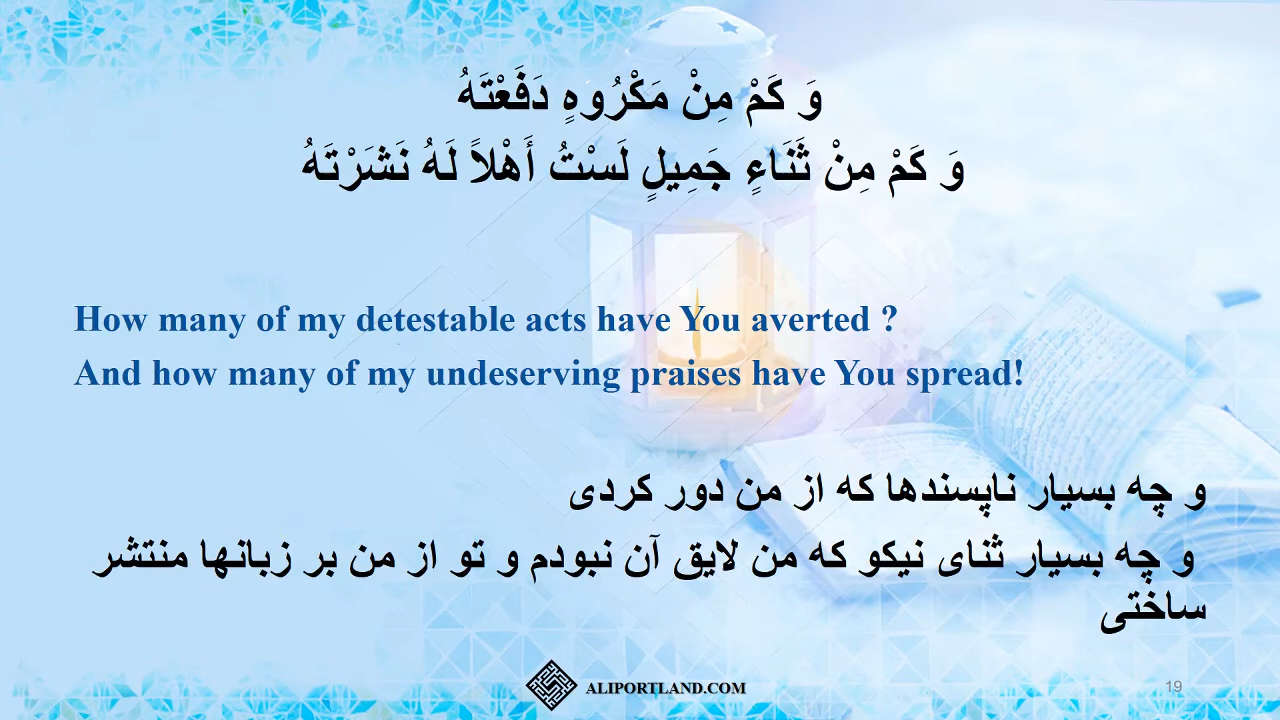 وَ كَمْ مِنْ مَكْرُوهٍ دَفَعْتَهُ
وَ كَمْ مِنْ ثَنَاءٍ جَمِيلٍ لَسْتُ أَهْلاً لَهُ نَشَرْتَهُ
How many of my detestable acts have You averted ?
And how many of my undeserving praises have You spread!
و چه بسیار ناپسندها که از من دور کردی
و چه بسیار ثنای نیکو که من لایق آن نبودم و تو از من بر زبانها منتشر
ساختی
ALIPORTLAND.COM
19